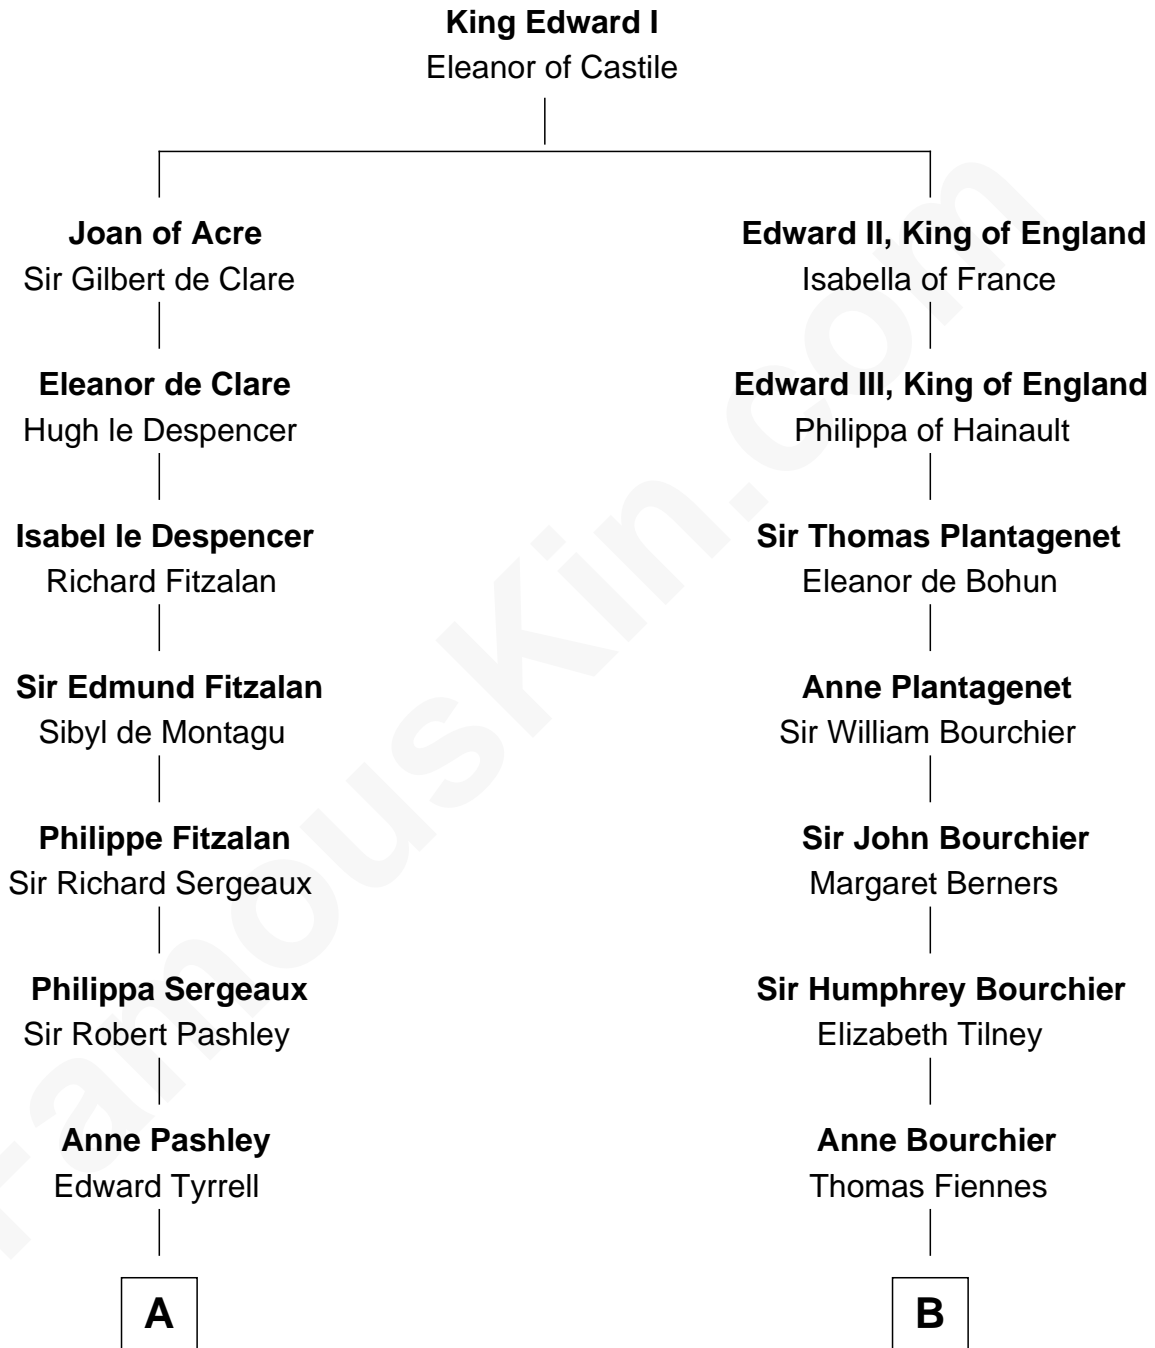 King Edward I
Eleanor of Castile
Joan of Acre
Sir Gilbert de Clare
Edward II, King of England
Isabella of France
Eleanor de Clare
Hugh le Despencer
Edward III, King of England
Philippa of Hainault
Isabel le Despencer
Richard Fitzalan
Sir Thomas Plantagenet
Eleanor de Bohun
Sir Edmund Fitzalan
Sibyl de Montagu
Anne Plantagenet
Sir William Bourchier
Philippe Fitzalan
Sir Richard Sergeaux
Sir John Bourchier
Margaret Berners
Philippa Sergeaux
Sir Robert Pashley
Sir Humphrey Bourchier
Elizabeth Tilney
Anne Pashley
Edward Tyrrell
Anne Bourchier
Thomas Fiennes
A
B
FamousKin.com